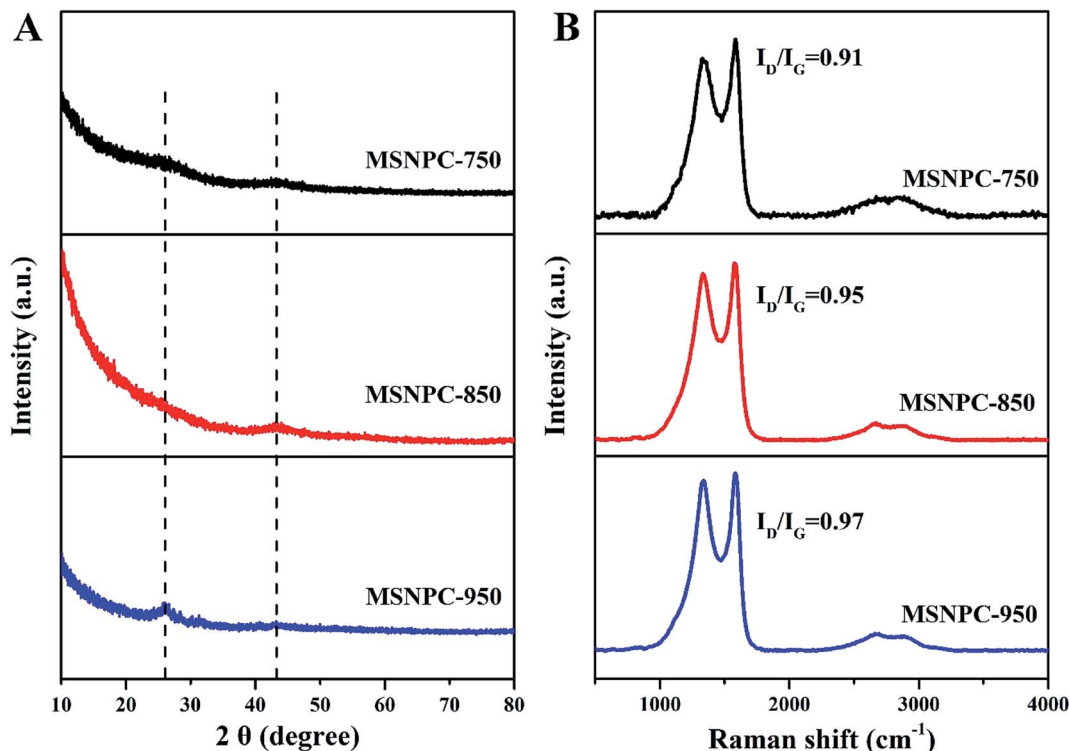 A
MSNPC-750
MSNPC-850
MSNPC-950
Intensity (a.u.)
10 20 30 40 50 60 70 80
2 θ (degree)
B
I_D/I_G=0.91
MSNPC-750
I_D/I_G=0.95
MSNPC-850
I_D/I_G=0.97
MSNPC-950
Intensity (a.u.)
1000 2000 3000 4000
Raman shift (cm⁻¹)